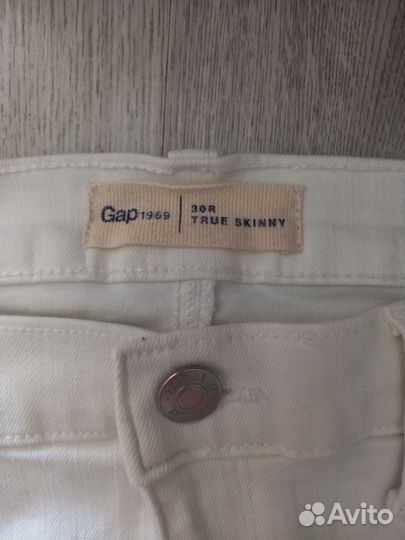 Gap 1969
30R
TRUE SKINNY
Avito